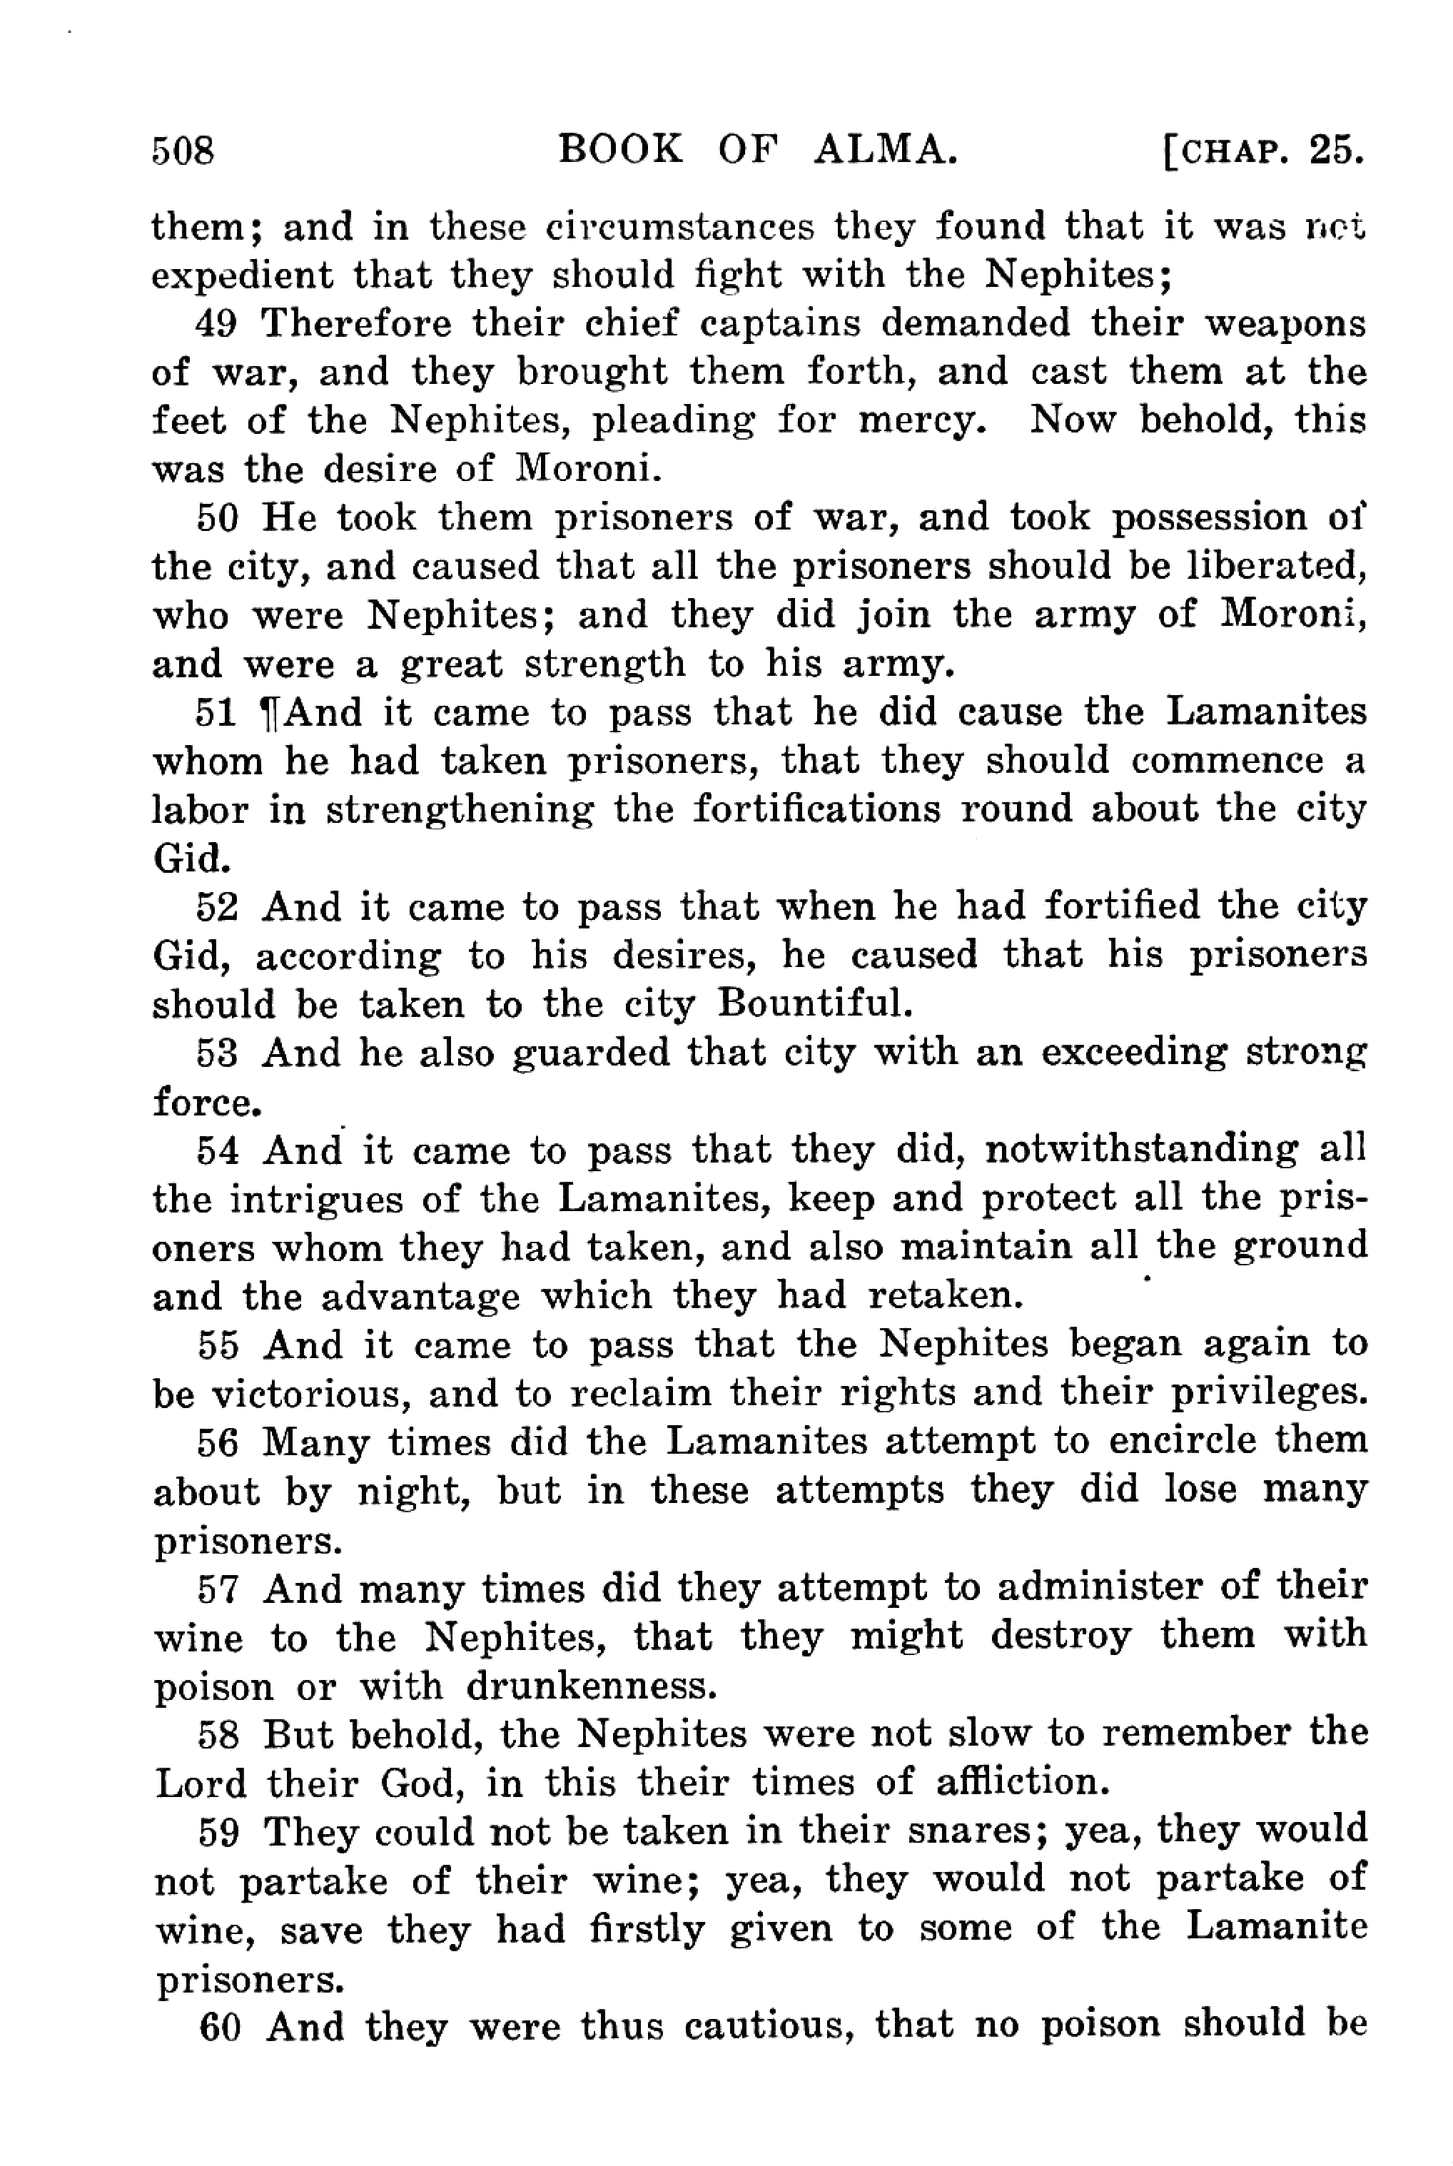 508 BOOK OF ALMA. [CHAP. 25.
them; and in these circumstances they found that it was not
expedient that they should fight with the Nephites;
49 Therefore their chief captains demanded their weapons
of war, and they brought them forth, and cast them at the
feet of the Nephites, pleading for mercy. Now behold, this
was the desire of Moroni.
50 He took them prisoners of war, and took possession of
the city, and caused that all the prisoners should be liberated,
who were Nephites; and they did join the army of Moroni,
and were a great strength to his army.
51 ¶And it came to pass that he did cause the Lamanites
whom he had taken prisoners, that they should commence a
labor in strengthening the fortifications round about the city
Gid.
52 And it came to pass that when he had fortified the city
Gid, according to his desires, he caused that his prisoners
should be taken to the city Bountiful.
53 And he also guarded that city with an exceeding strong
force.
54 And it came to pass that they did, notwithstanding all
the intrigues of the Lamanites, keep and protect all the pris-
oners whom they had taken, and also maintain all the ground
and the advantage which they had retaken.
55 And it came to pass that the Nephites began again to
be victorious, and to reclaim their rights and their privileges.
56 Many times did the Lamanites attempt to encircle them
about by night, but in these attempts they did lose many
prisoners.
57 And many times did they attempt to administer of their
wine to the Nephites, that they might destroy them with
poison or with drunkenness.
58 But behold, the Nephites were not slow to remember the
Lord their God, in this their times of affliction.
59 They could not be taken in their snares; yea, they would
not partake of their wine; yea, they would not partake of
wine, save they had firstly given to some of the Lamanite
prisoners.
60 And they were thus cautious, that no poison should be